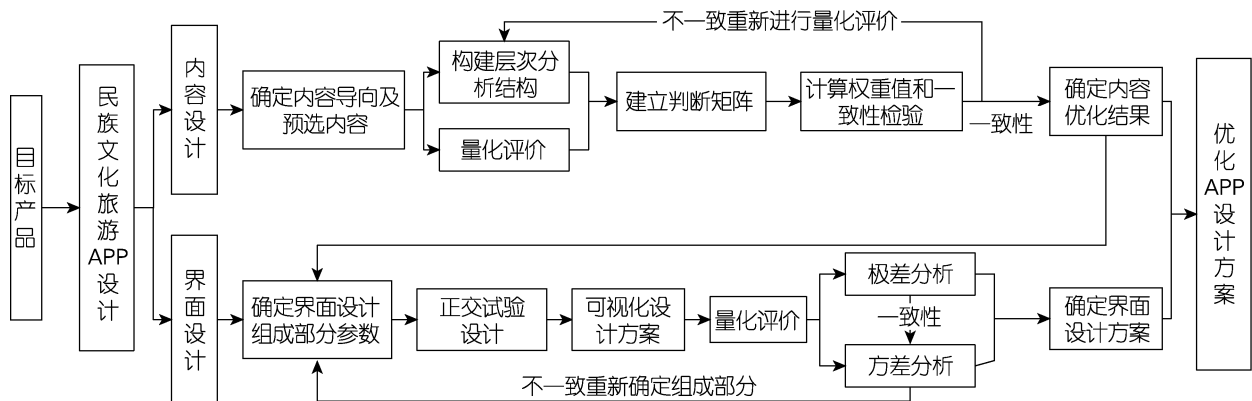 目标产品
民族文化旅游APP设计
内容设计
确定内容导向及
预选内容
构建层次分
析结构
量化评价
建立判断矩阵
计算权重值和一
致性检验
不一致重新进行量化评价
一致性
确定内容
优化结果
界面设计
确定界面设计
组成部分参数
正交试验
设计
可视化设
计方案
量化评价
极差分析
一致性
方差分析
不一致重新确定组成部分
确定界面
设计方案
优化APP设计方案